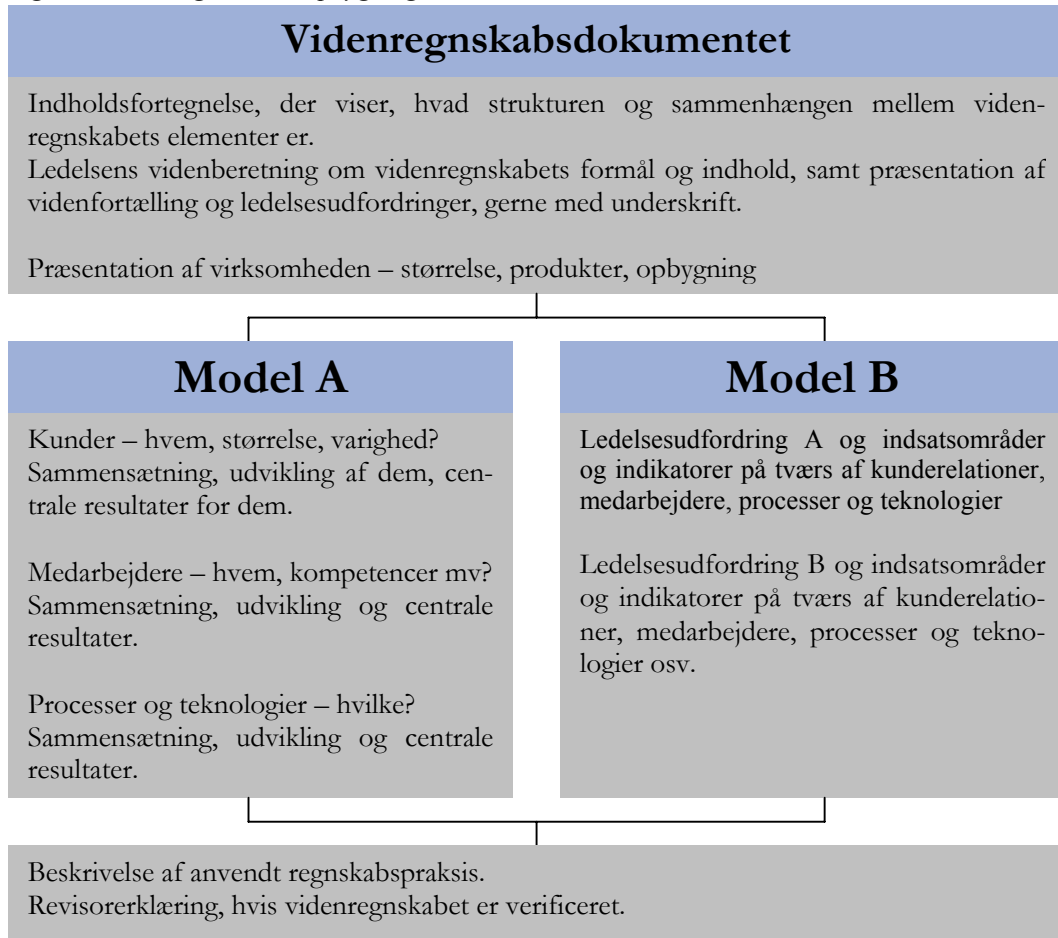 Videnregnskabsdokumentet
Indholdsfortegnelse, der viser, hvad strukturen og sammenhængen mellem viden-
regnskabets elementer er.
Ledelsens videnberetning om videnregnskabets formål og indhold, samt præsentation af
videnfortælling og ledelsesudfordringer, gerne med underskrift.
Præsentation af virksomheden – størrelse, produkter, opbygning
Model A
Kunder – hvem, størrelse, varighed?
Sammensætning, udvikling af dem, cen-
trale resultater for dem.
Medarbejdere – hvem, kompetencer mv?
Sammensætning, udvikling og centrale
resultater.
Processer og teknologier – hvilke?
Sammensætning, udvikling og centrale
resultater.
Model B
Ledelsesudfordring A og indsatsområder
og indikatorer på tværs af kunderelationer,
medarbejdere, processer og teknologier
Ledelsesudfordring B og indsatsområder
og indikatorer på tværs af kunderelatio-
ner, medarbejdere, processer og tekno-
logier osv.
Beskrivelse af anvendt regnskabspraksis.
Revisorerklæring, hvis videnregnskabet er verificeret.